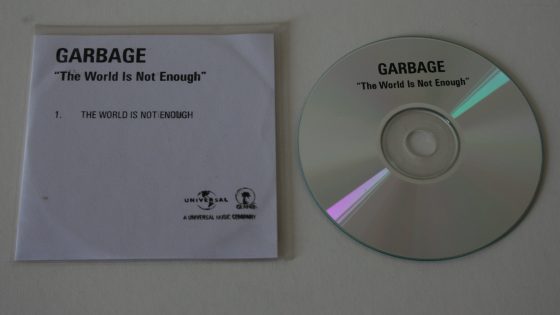 GARBAGE
"The World Is Not Enough"
1. THE WORLD IS NOT ENOUGH
UNIVERSAL
A UNIVERSAL MUSIC COMPANY
GARBAGE
"The World Is Not Enough"